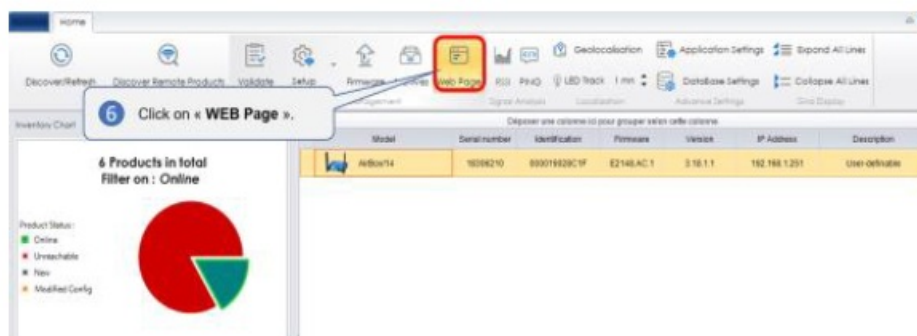 Home
Discover/Refresh Discover Remote Products Validate Setup Firmware Web Page RSSI PING LED Track 1 mn
Geolocalisation Application Settings Expand All Lines
DataBase Settings Collapse All Lines
Signal Analysis Localisation Advance Settings Grid Display
6 Click on « WEB Page ».
Inventory Chart
Déposer une colonne ici pour grouper selon cette colonne
Model Serial number Identification Firmware Version IP Address Description
AirBox/14 E2148.AC.1 3.18.1.1 192.168.1.251 User-definable
6 Products in total
Filter on : Online
Product Status :
Online
Unreachable
New
Modified Config